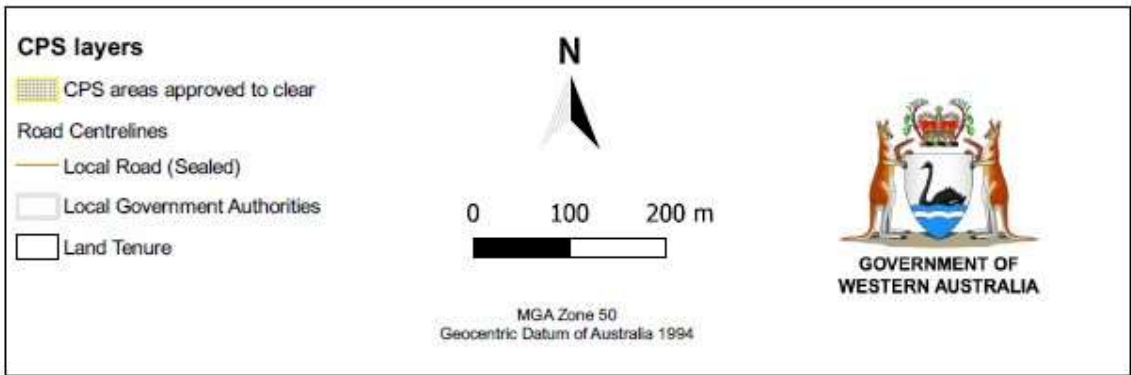 CPS layers
CPS areas approved to clear
Road Centrelines
Local Road (Sealed)
Local Government Authorities
Land Tenure
N
0 100 200 m
MGA Zone 50
Geocentric Datum of Australia 1994
GOVERNMENT OF
WESTERN AUSTRALIA